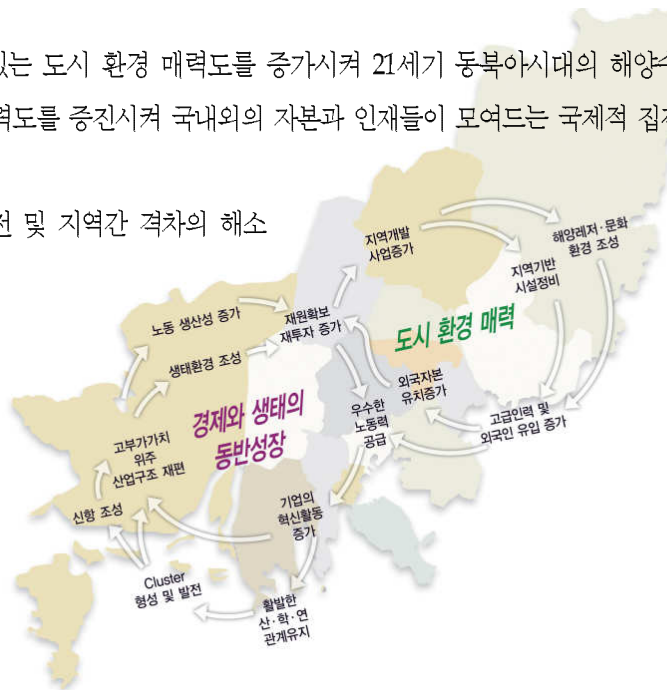 있는 도시 환경 매력도를 증가시켜 21세기 동북아시대의 해양수
력도를 증진시켜 국내외의 자본과 인재들이 모여드는 국제적 집
전 및 지역간 격차의 해소
지역개발
사업증가
해양레저·문화
환경 조성
지역기반
시설정비
노동 생산성 증가
재원확보
재투자 증가
도시 환경 매력
생태환경 조성
외국자본
유치증가
우수한
노동력
공급
고급인력 및
외국인 유입 증가
경제와 생태의
동반성장
고부가가치
위주
산업구조 재편
신항 조성
기업의
혁신활동
증가
Cluster
형성 및 발전
활발한
산·학·연
관계유지